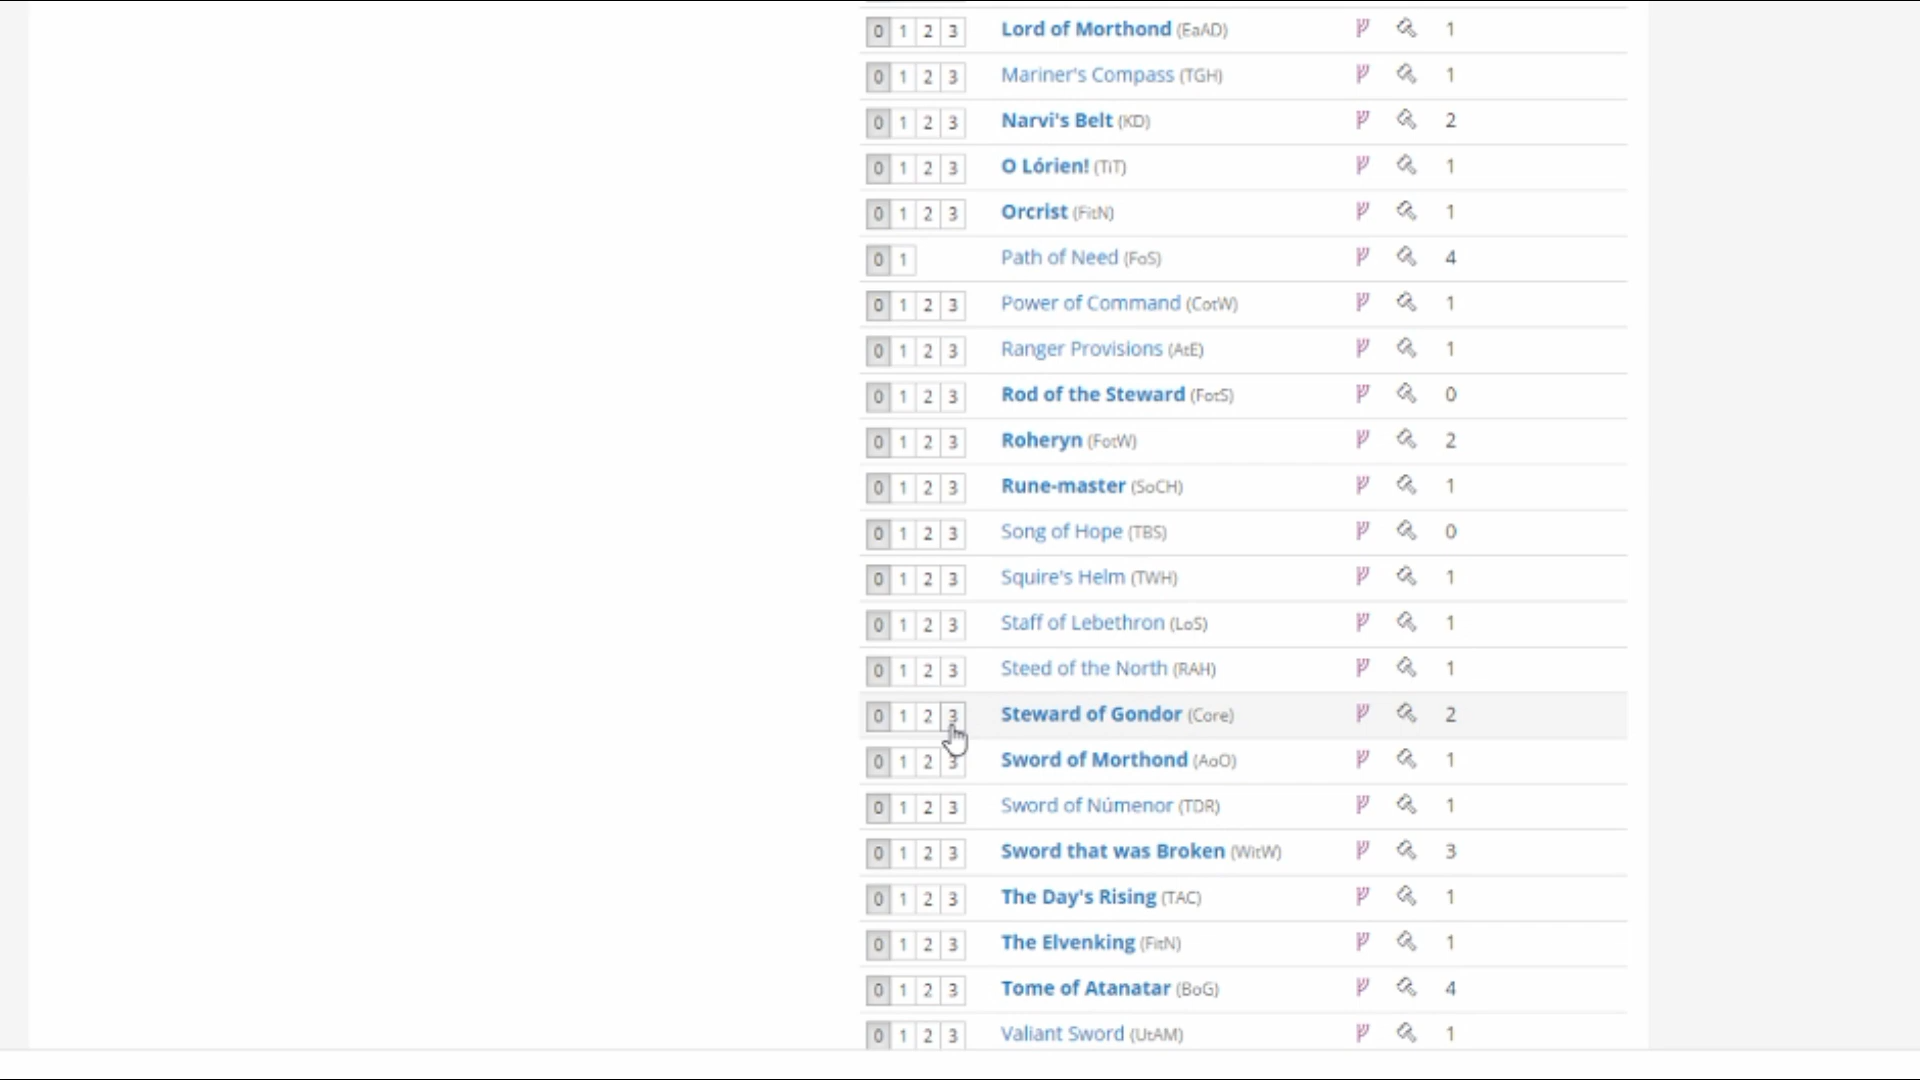 0 1 2 3 Lord of Morthond (EaAD) 1
0 1 2 3 Mariner's Compass (TGH) 1
0 1 2 3 Narvi's Belt (KD) 2
0 1 2 3 O Lórien! (TiT) 1
0 1 2 3 Orcrist (FitN) 1
0 1 Path of Need (FoS) 4
0 1 2 3 Power of Command (CotW) 1
0 1 2 3 Ranger Provisions (AtE) 1
0 1 2 3 Rod of the Steward (FotS) 0
0 1 2 3 Roheryn (FotW) 2
0 1 2 3 Rune-master (SoCH) 1
0 1 2 3 Song of Hope (TBS) 0
0 1 2 3 Squire's Helm (TWH) 1
0 1 2 3 Staff of Lebethron (LoS) 1
0 1 2 3 Steed of the North (RAH) 1
0 1 2 3 Steward of Gondor (Core) 2
0 1 2 3 Sword of Morthond (AoO) 1
0 1 2 3 Sword of Númenor (TDR) 1
0 1 2 3 Sword that was Broken (WitW) 3
0 1 2 3 The Day's Rising (TAC) 1
0 1 2 3 The Elvenking (FitN) 1
0 1 2 3 Tome of Atanatar (BoG) 4
0 1 2 3 Valiant Sword (UtAM) 1